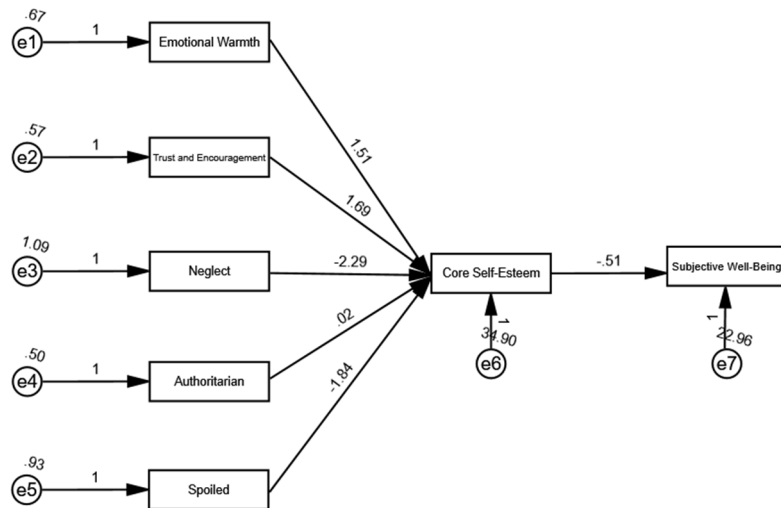 .67
e1
1
Emotional Warmth
1.51
.57
e2
1
Trust and Encouragement
1.69
1.09
e3
1
Neglect
-2.29
Core Self-Esteem
-.51
Subjective Well-Being
.02
1
34.90
e6
1
22.96
e7
.50
e4
1
Authoritarian
-1.84
.93
e5
1
Spoiled